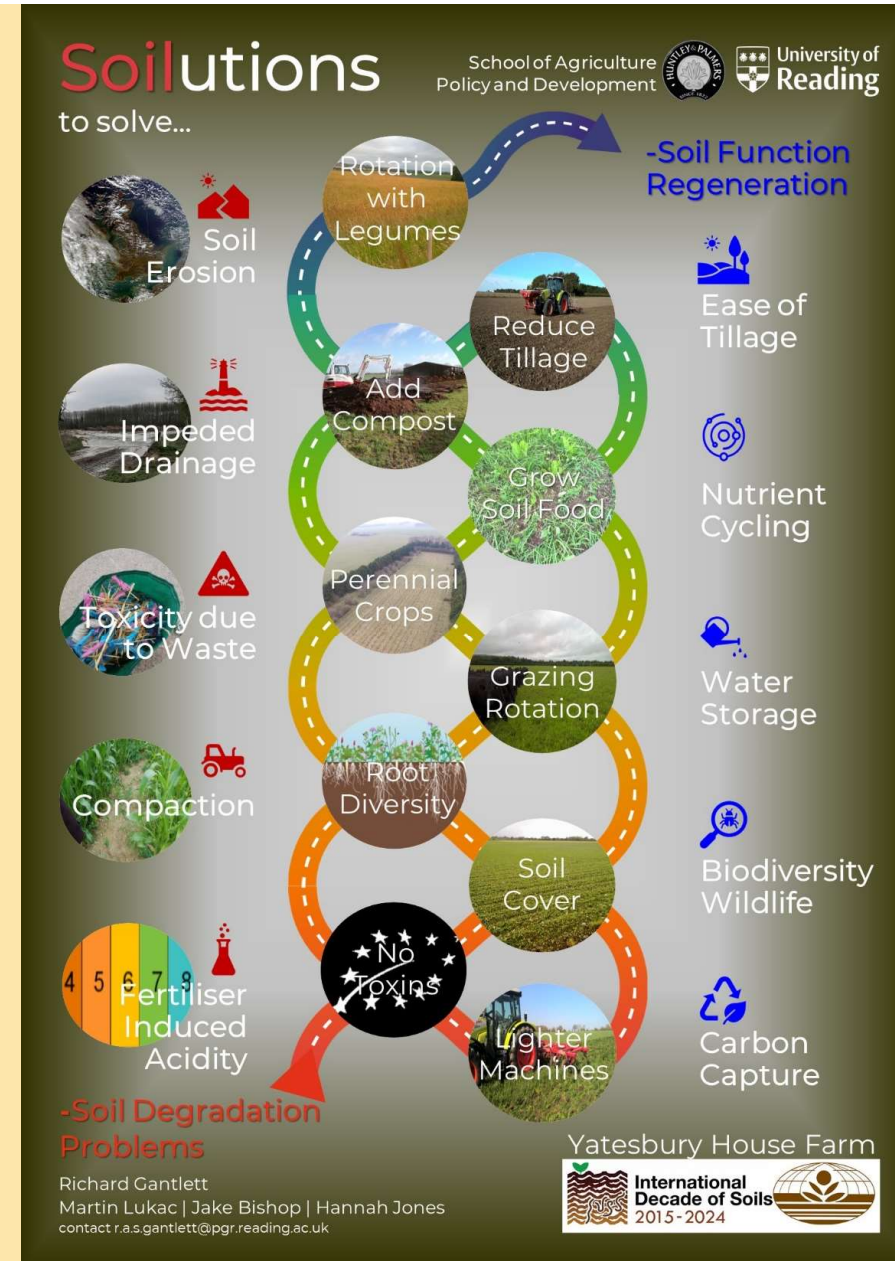 Soilutions
to solve...
School of Agriculture
Policy and Development
HUNTLEY & PALMERS
University of
Reading
-Soil Function
Regeneration
Soil
Erosion
Impeded
Drainage
Toxicity due
to Waste
Compaction
4 5 6 7 8
Fertiliser
Induced
Acidity
-Soil Degradation
Problems
Rotation
with
Legumes
Reduce
Tillage
Add
Compost
Grow
Soil Food
Perennial
Crops
Grazing
Rotation
Root
Diversity
Soil
Cover
No
Toxins
Lighter
Machines
Ease of
Tillage
Nutrient
Cycling
Water
Storage
Biodiversity
Wildlife
Carbon
Capture
Yatesbury House Farm
International
Decade of Soils
2015-2024
Richard Gantlett
Martin Lukac | Jake Bishop | Hannah Jones
contact r.a.s.gantlett@pgr.reading.ac.uk